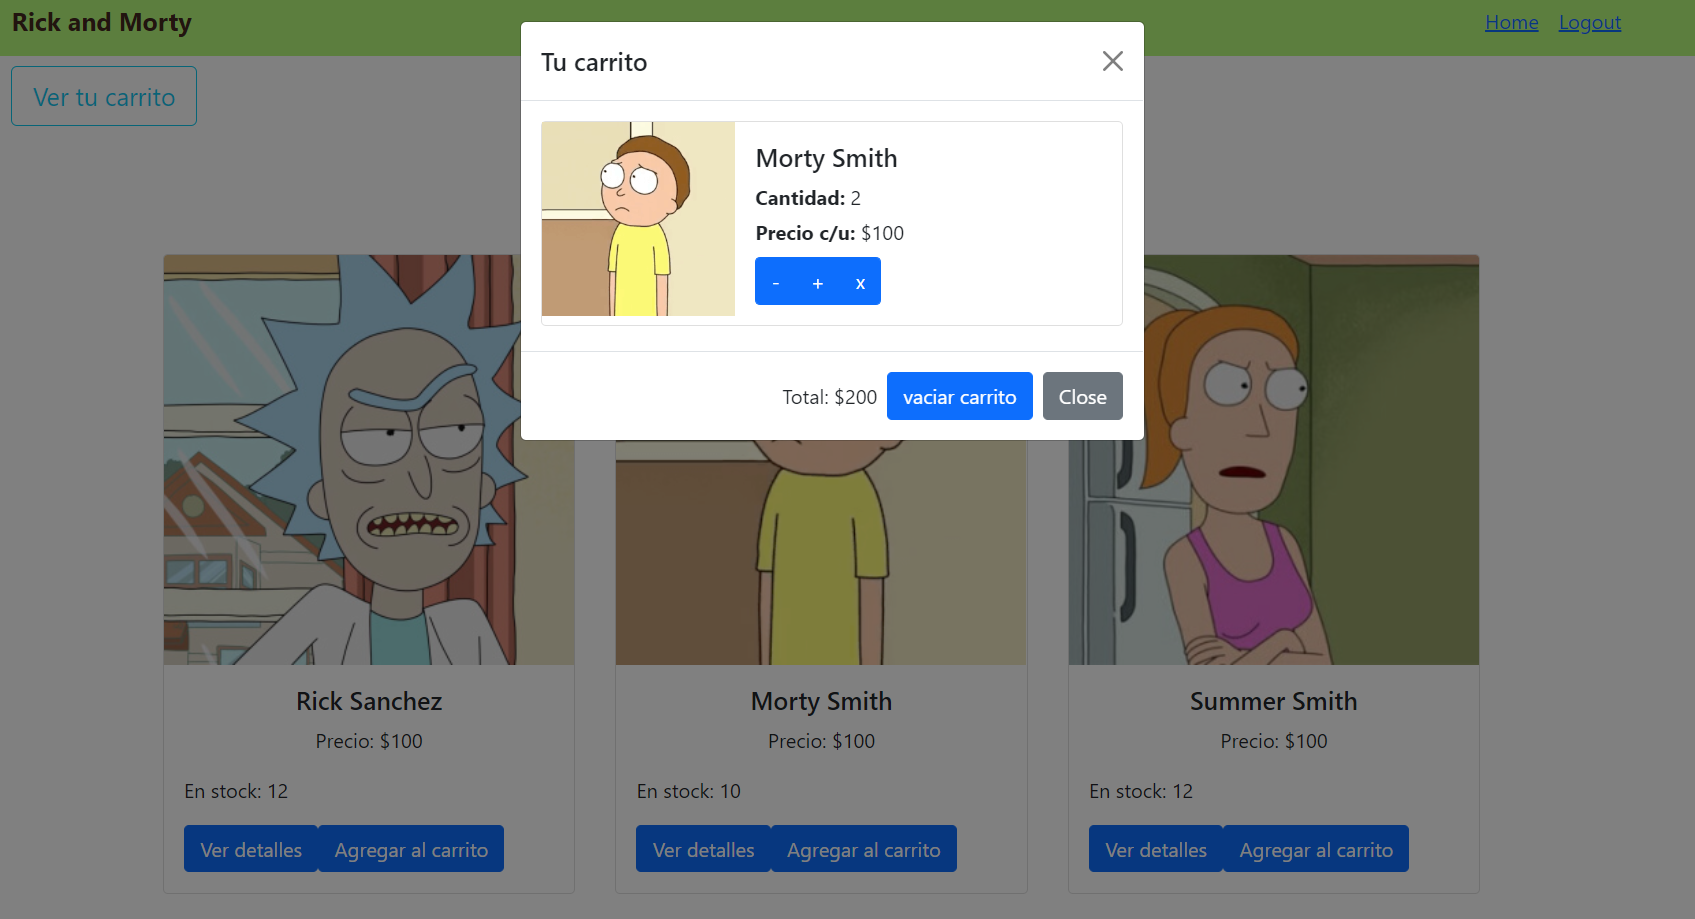 Rick and Morty
Home Logout
Ver tu carrito
Tu carrito
Morty Smith
Cantidad: 2
Precio c/u: $100
- + x
Total: $200 vaciar carrito Close
Rick Sanchez
Precio: $100
En stock: 12
Ver detalles Agregar al carrito
Morty Smith
Precio: $100
En stock: 10
Ver detalles Agregar al carrito
Summer Smith
Precio: $100
En stock: 12
Ver detalles Agregar al carrito